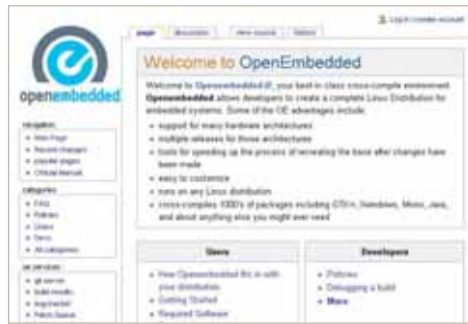 Log in / create account
page discussion view source history
openembedded
Welcome to OpenEmbedded
Welcome to Openembedded, your best-in-class cross-compile environment.
Openembedded allows developers to create a complete Linux Distribution for
embedded systems. Some of the OE advantages include:
support for many hardware architectures
multiple releases for those architectures
tools for speeding up the process of recreating the base after changes have
been made
easy to customize
runs on any Linux distribution
cross-compiles 1000's of packages including GTK+, Xwindows, Mono, Java,
and about anything else you might ever need
navigation
Main Page
Recent changes
popular pages
Official Manual
categories
FAQ
Policies
Users
Devs
All categories
oe services
git server
build results
bug tracker
Patch Queue
Users
How Openembedded fits in with
your distribution
Getting Started
Required Software
Developers
Policies
Debugging a build
More